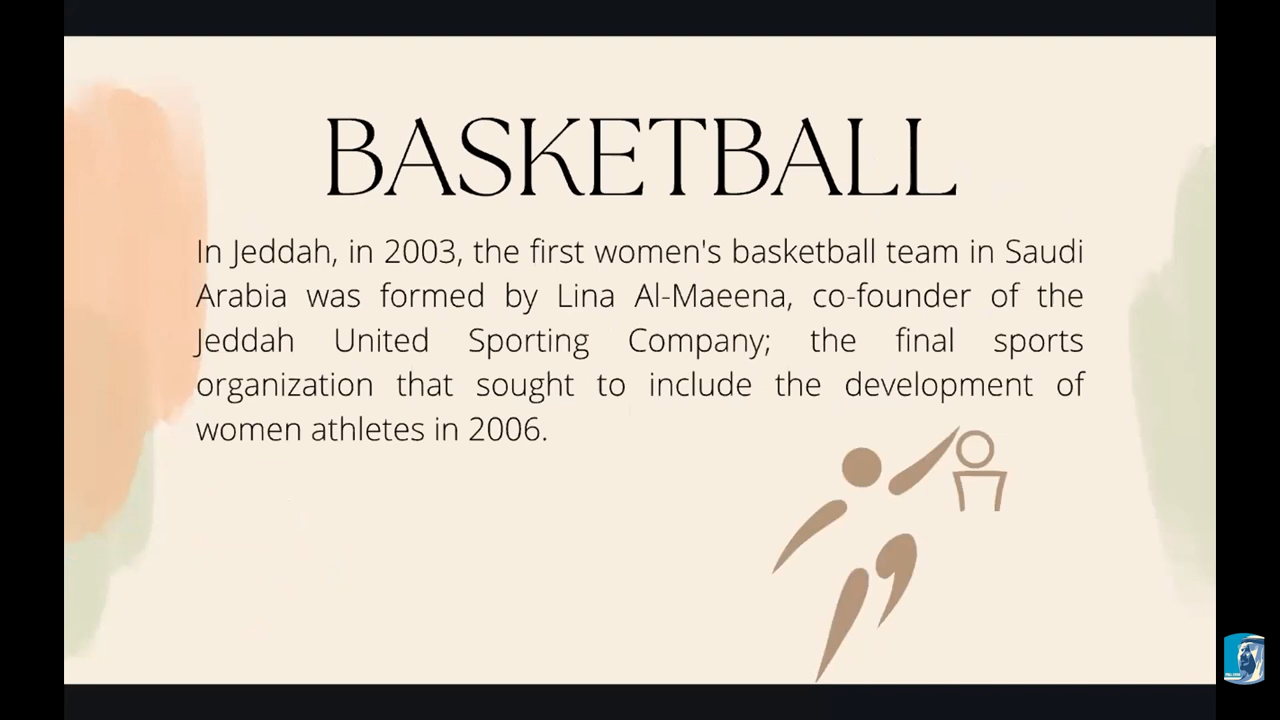 BASKETBALL
In Jeddah, in 2003, the first women's basketball team in Saudi
Arabia was formed by Lina Al-Maeena, co-founder of the
Jeddah United Sporting Company; the final sports
organization that sought to include the development of
women athletes in 2006.